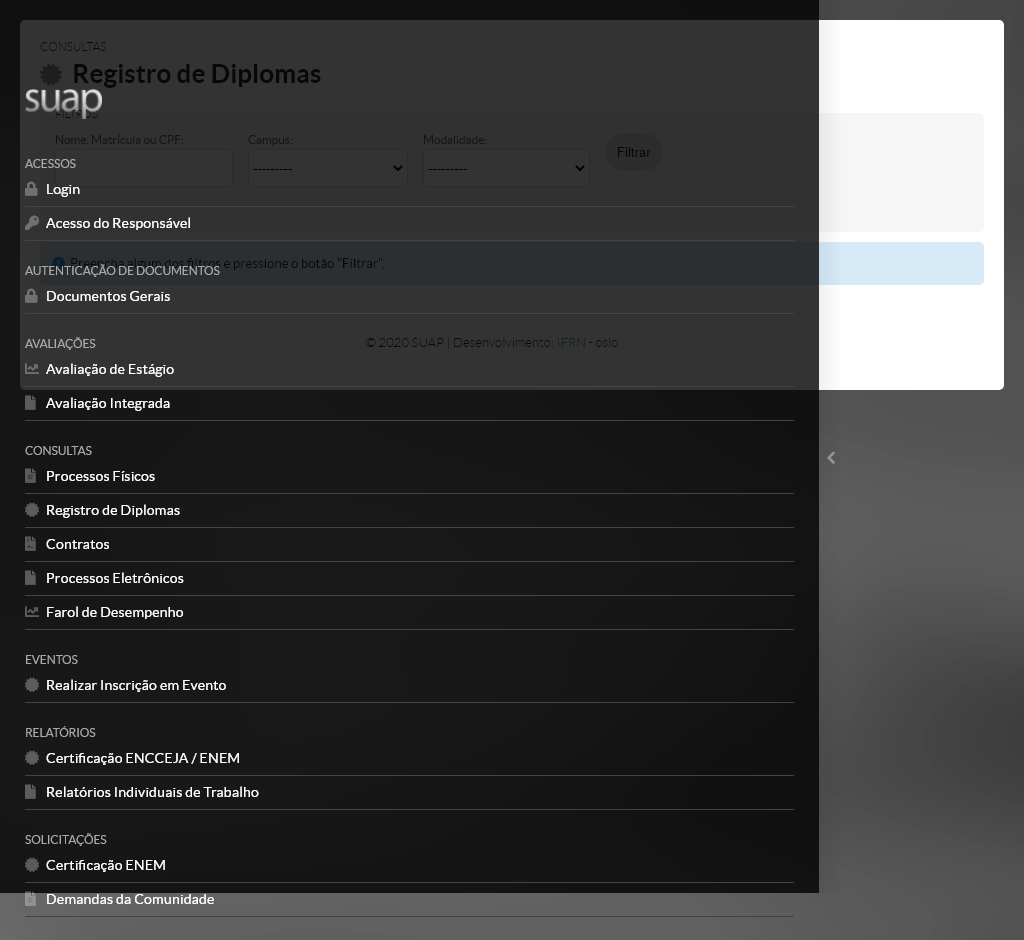 CONSULTAS
Registro de Diplomas
suap
FILTROS:
Nome, Matrícula ou CPF:
Campus:
Modalidade:
---------
---------
Filtrar
ACESSOS
Login
Acesso do Responsável
Preencha algum dos filtros e pressione o botão "Filtrar".
AUTENTICAÇÃO DE DOCUMENTOS
Documentos Gerais
© 2020 SUAP | Desenvolvimento: IFRN - oslo
AVALIAÇÕES
Avaliação de Estágio
Avaliação Integrada
CONSULTAS
Processos Físicos
Registro de Diplomas
Contratos
Processos Eletrônicos
Farol de Desempenho
EVENTOS
Realizar Inscrição em Evento
RELATÓRIOS
Certificação ENCCEJA / ENEM
Relatórios Individuais de Trabalho
SOLICITAÇÕES
Certificação ENEM
Demandas da Comunidade